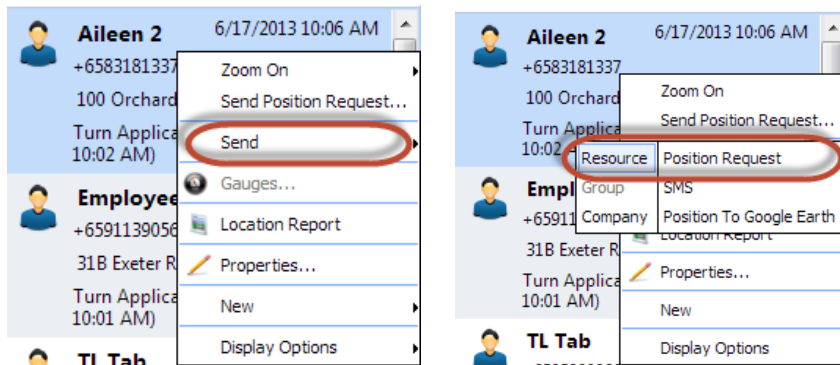 Aileen 2 6/17/2013 10:06 AM
+6583181337
100 Orchard
Turn Applica
10:02 AM)
Employee
+6591139056
31B Exeter R
Turn Applica
10:01 AM)
TL Tab
Zoom On
Send Position Request...
Send
Gauges...
Location Report
Properties...
New
Display Options
Aileen 2 6/17/2013 10:06 AM
+6583181337
100 Orchard
Turn Applica
10:02
Empl
+65911
31B Exeter R
Turn Applica
10:01 AM)
TL Tab
Zoom On
Send Position Request...
Resource Position Request
Group SMS
Company Position To Google Earth
Location Report
Properties...
New
Display Options